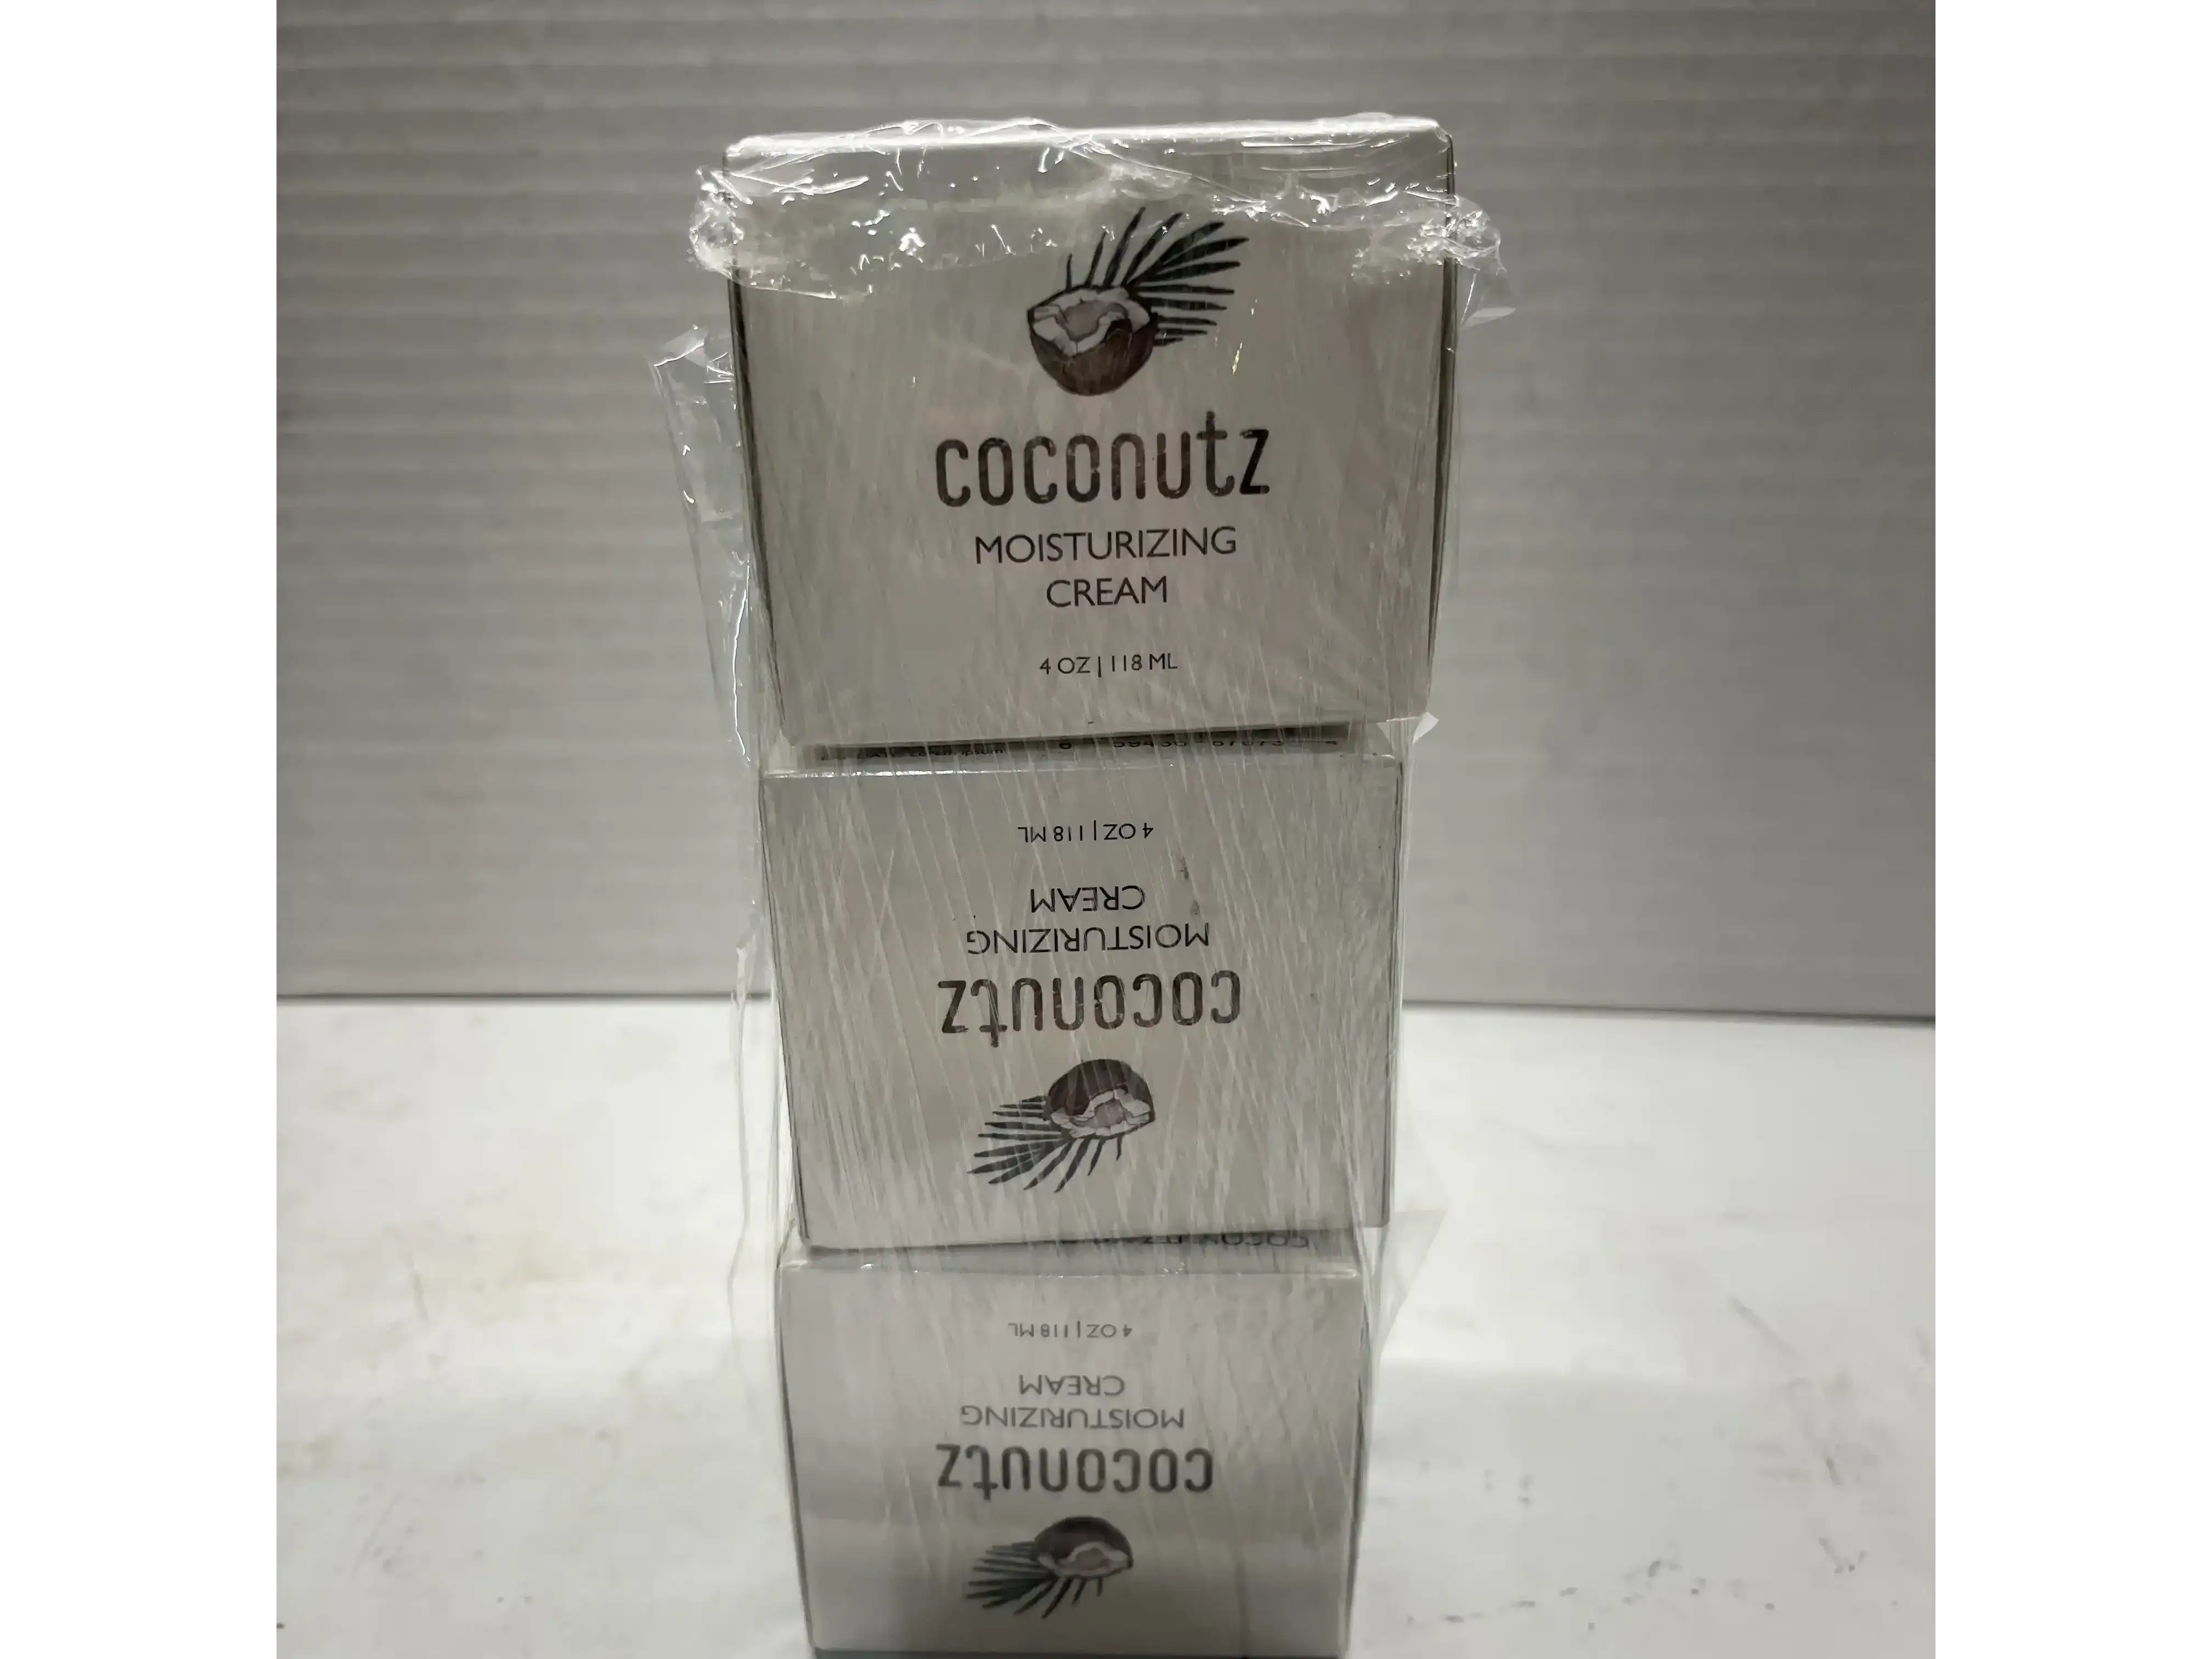 coconutz
MOISTURIZING
CREAM
4 OZ | 118 ML
4 OZ | 118 ML
CREAM
MOISTURIZING
coconutz
4 OZ | 118 ML
CREAM
MOISTURIZING
coconutz